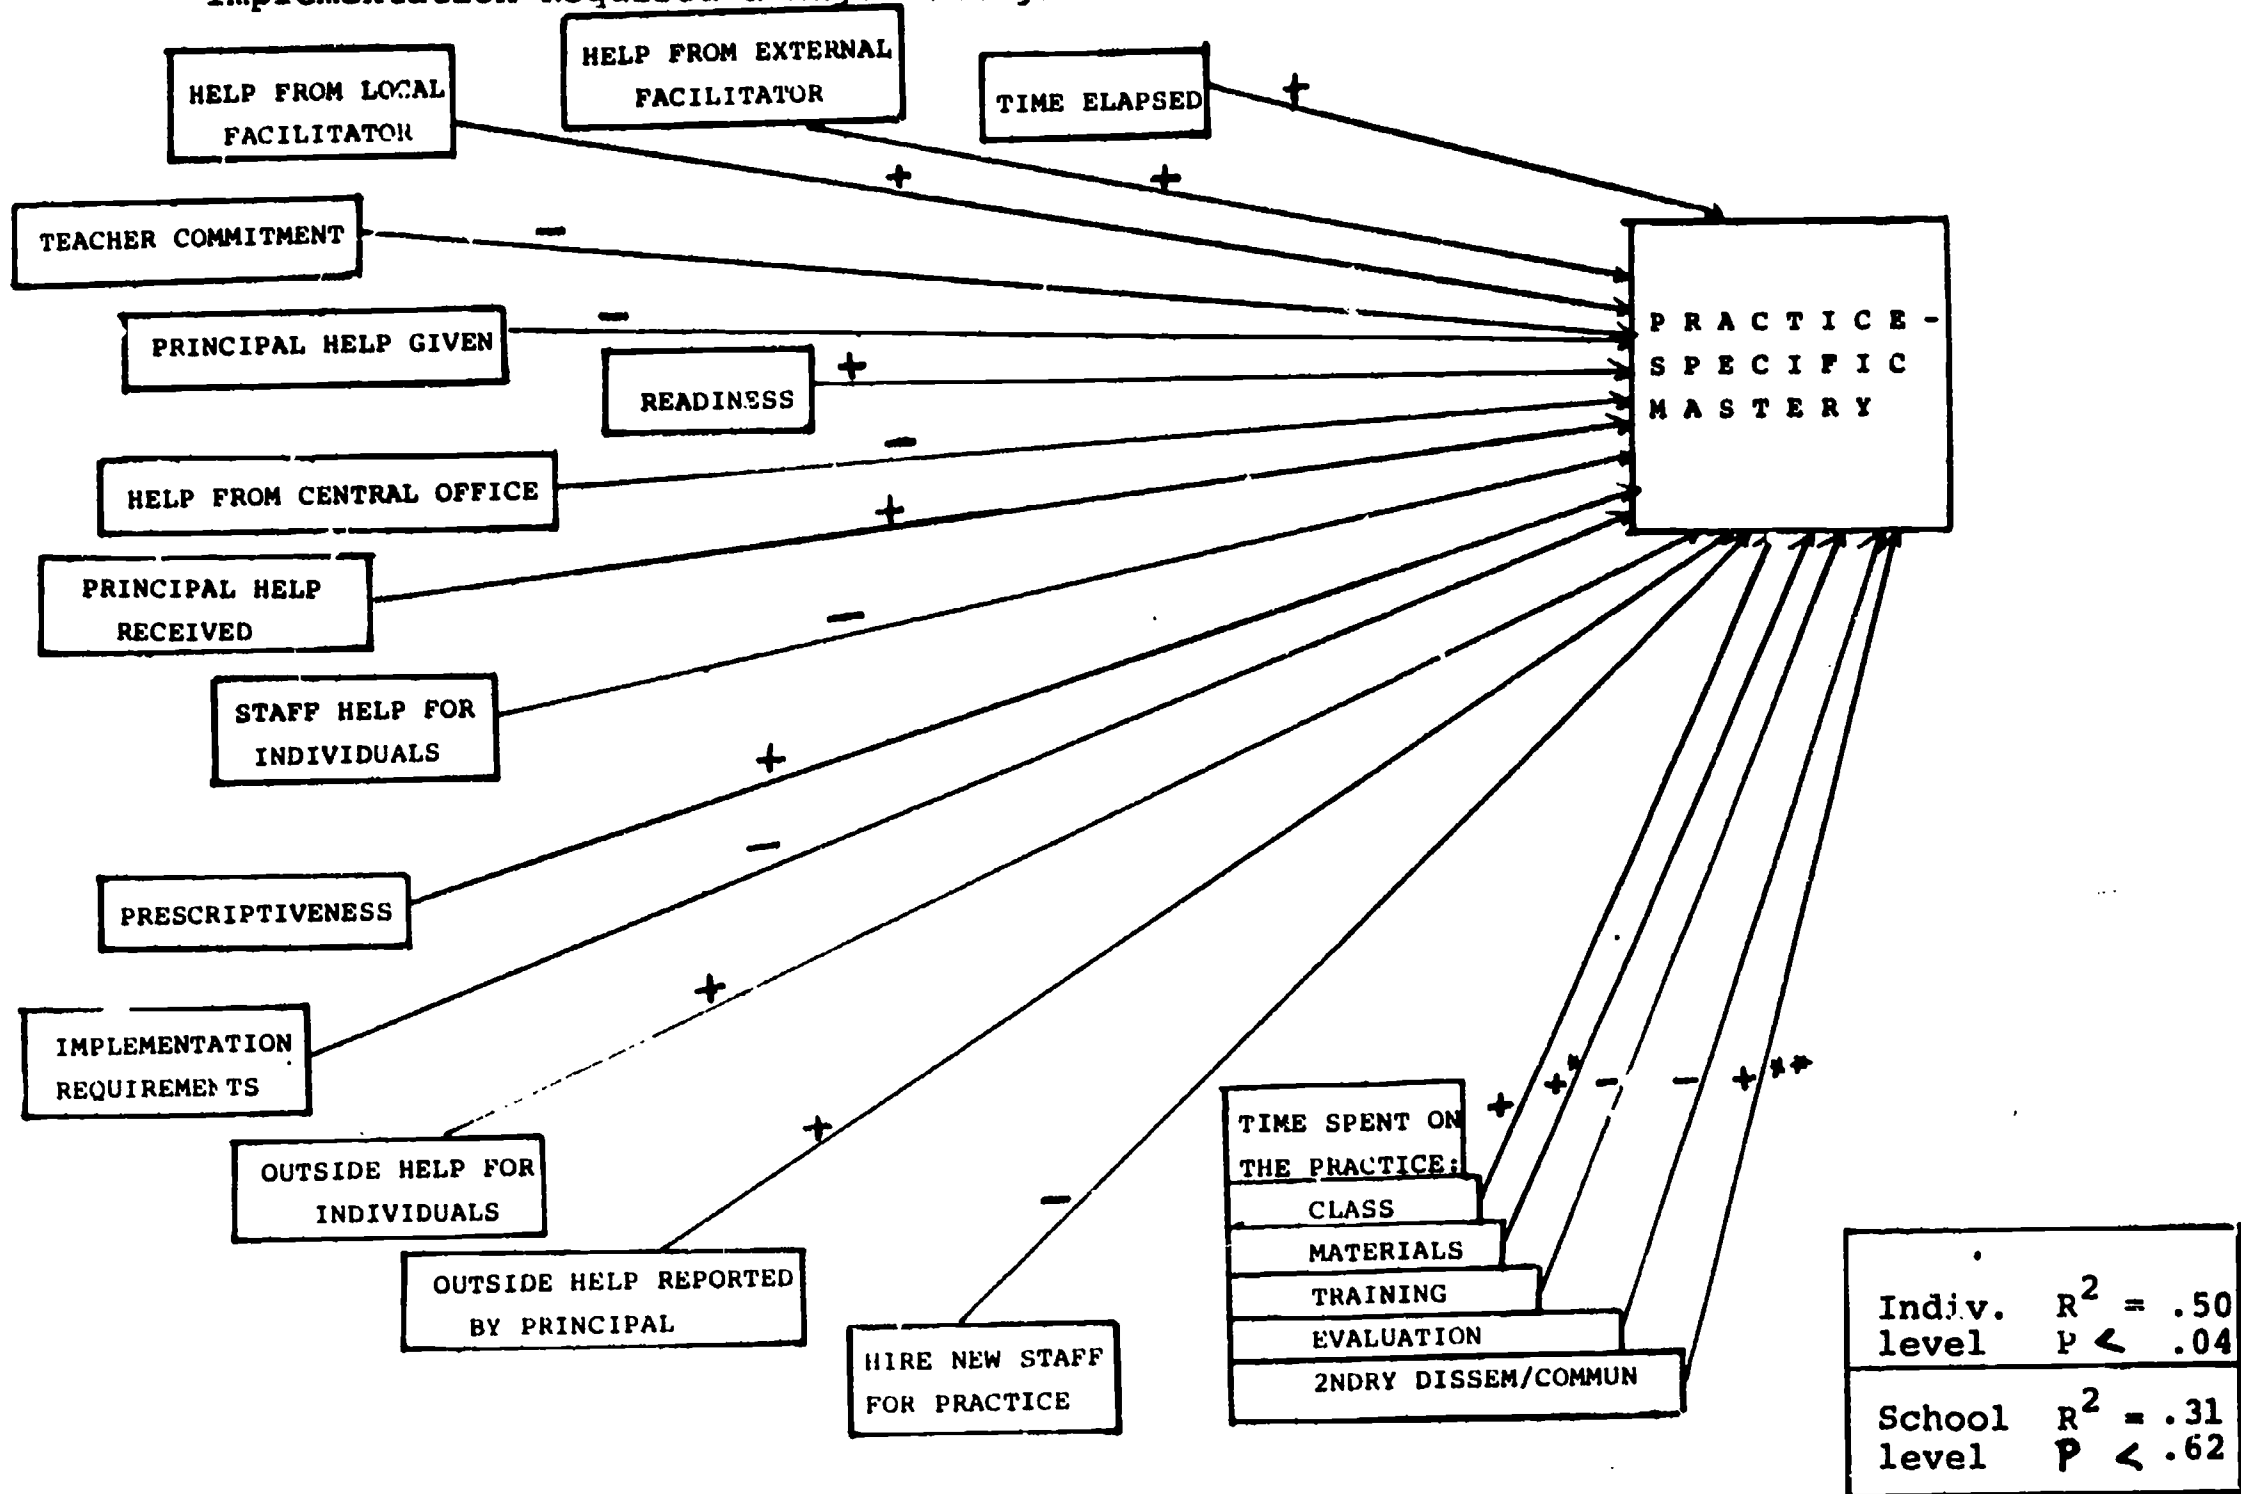 HELP FROM EXTERNAL
FACILITATOR
HELP FROM LOCAL
FACILITATOR
TIME ELAPSED
+
+
+
TEACHER COMMITMENT
-
PRINCIPAL HELP GIVEN
-
READINESS
+
PRACTICE-
SPECIFIC
MASTERY
HELP FROM CENTRAL OFFICE
-
PRINCIPAL HELP
RECEIVED
+
STAFF HELP FOR
INDIVIDUALS
-
PRESCRIPTIVENESS
+
IMPLEMENTATION
REQUIREMENTS
-
OUTSIDE HELP FOR
INDIVIDUALS
+
OUTSIDE HELP REPORTED
BY PRINCIPAL
+
HIRE NEW STAFF
FOR PRACTICE
-
TIME SPENT ON
THE PRACTICE:
CLASS
MATERIALS
TRAINING
EVALUATION
2NDRY DISSEM/COMMUN
+ +* - - +**
Indiv. R² = .50
level P < .04
School R² = .31
level P < .62